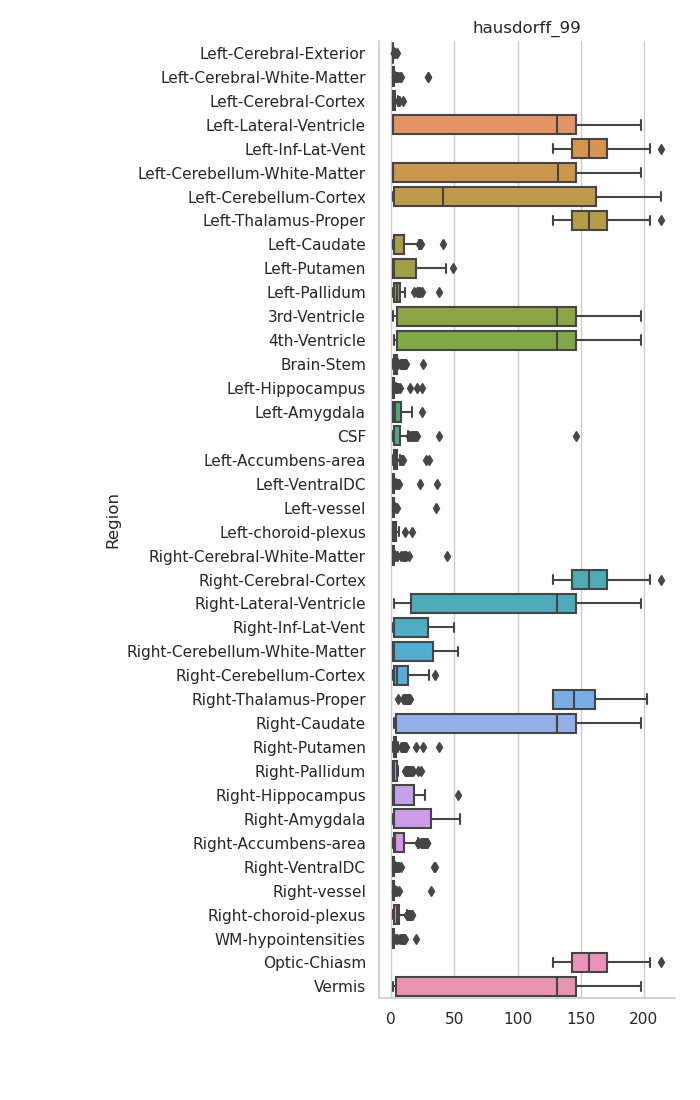 hausdorff_99
Left-Cerebral-Exterior
Left-Cerebral-White-Matter
Left-Cerebral-Cortex
Left-Lateral-Ventricle
Left-Inf-Lat-Vent
Left-Cerebellum-White-Matter
Left-Cerebellum-Cortex
Left-Thalamus-Proper
Left-Caudate
Left-Putamen
Left-Pallidum
3rd-Ventricle
4th-Ventricle
Brain-Stem
Left-Hippocampus
Left-Amygdala
CSF
Left-Accumbens-area
Left-VentralDC
Left-vessel
Left-choroid-plexus
Right-Cerebral-White-Matter
Right-Cerebral-Cortex
Right-Lateral-Ventricle
Right-Inf-Lat-Vent
Right-Cerebellum-White-Matter
Right-Cerebellum-Cortex
Right-Thalamus-Proper
Right-Caudate
Right-Putamen
Right-Pallidum
Right-Hippocampus
Right-Amygdala
Right-Accumbens-area
Right-VentralDC
Right-vessel
Right-choroid-plexus
WM-hypointensities
Optic-Chiasm
Vermis
Region
0 50 100 150 200